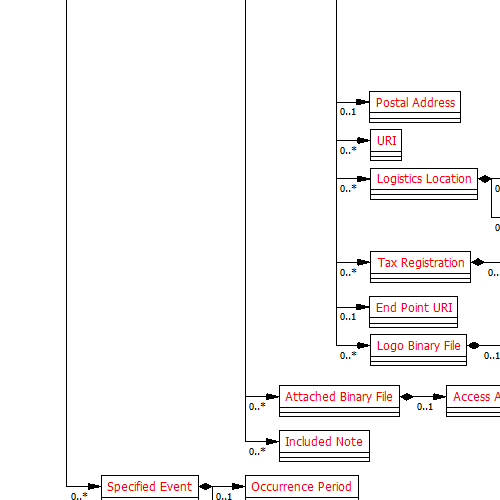 Postal Address
0..1
URI
0..*
Logistics Location
0..*
0
0
Tax Registration
0..*
0..
End Point URI
0..1
Logo Binary File
0..*
0..1
Attached Binary File
Access A
0..*
0..1
Included Note
0..*
Specified Event
Occurrence Period
0..*
0..1